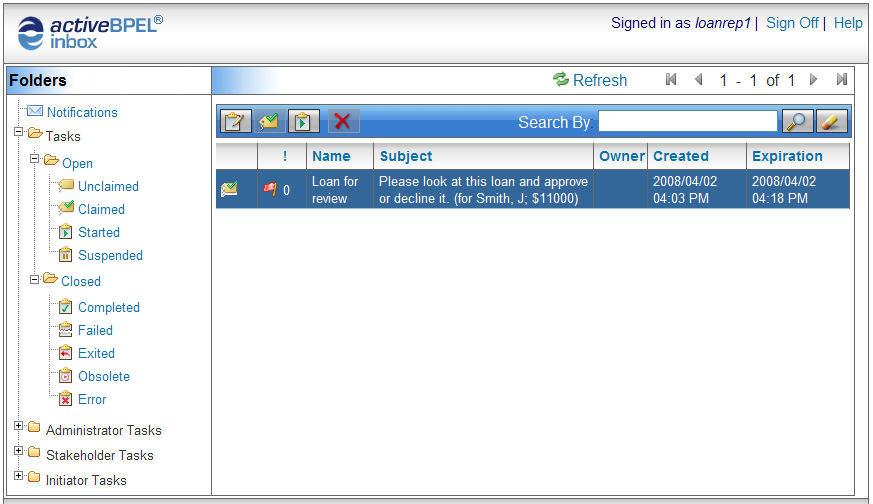 activeBPEL®
inbox
Signed in as loanrep1 | Sign Off | Help
Folders
Refresh
1 - 1 of 1
Notifications
Tasks
Open
Unclaimed
Claimed
Started
Suspended
Closed
Completed
Failed
Exited
Obsolete
Error
Administrator Tasks
Stakeholder Tasks
Initiator Tasks
Search By:
! Name Subject Owner Created Expiration
0 Loan for Please look at this loan and approve 2008/04/02 2008/04/02
review or decline it. (for Smith, J; $11000) 04:03 PM 04:18 PM